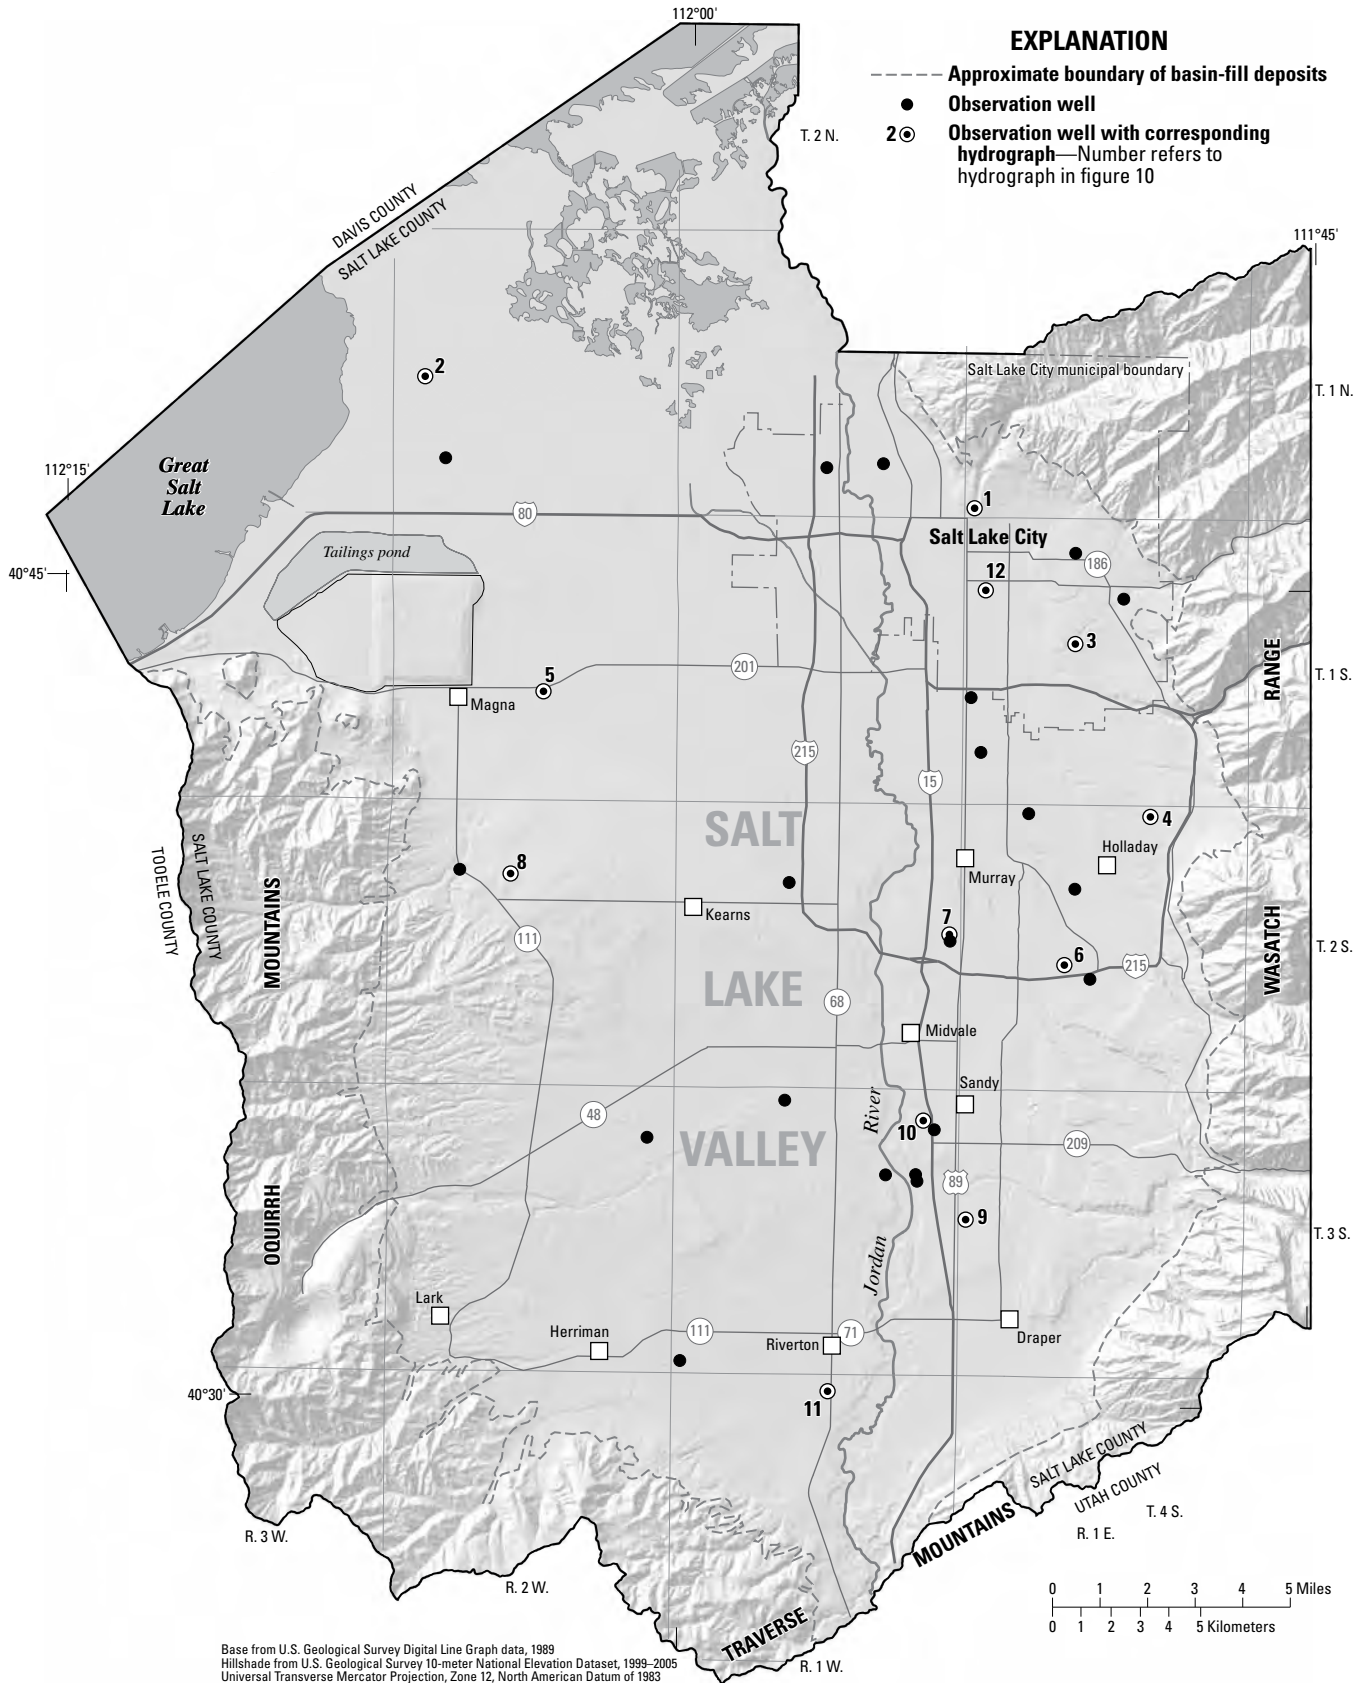 112°00'
EXPLANATION
Approximate boundary of basin-fill deposits
Observation well
2 Observation well with corresponding
hydrograph—Number refers to
hydrograph in figure 10
T. 2 N.
DAVIS COUNTY
SALT LAKE COUNTY
111°45'
2
Salt Lake City municipal boundary
T. 1 N.
112°15'
Great
Salt
Lake
1
80
Salt Lake City
Tailings pond
186
40°45'
12
3
RANGE
201
5
T. 1 S.
Magna
215
15
SALT
4
Holladay
8
Murray
TOOELE COUNTY
SALT LAKE COUNTY
MOUNTAINS
Kearns
7
111
6
215
T. 2 S.
WASATCH
LAKE
68
Midvale
Sandy
River
48
10
209
VALLEY
89
9
OQUIRRH
T. 3 S.
Jordan
Lark
Herriman
111
Riverton
71
Draper
40°30'
11
SALT LAKE COUNTY
UTAH COUNTY
T. 4 S.
R. 3 W.
MOUNTAINS
R. 1 E.
R. 2 W.
0 1 2 3 4 5 Miles
0 1 2 3 4 5 Kilometers
TRAVERSE
R. 1 W.
Base from U.S. Geological Survey Digital Line Graph data, 1989
Hillshade from U.S. Geological Survey 10-meter National Elevation Dataset, 1999–2005
Universal Transverse Mercator Projection, Zone 12, North American Datum of 1983